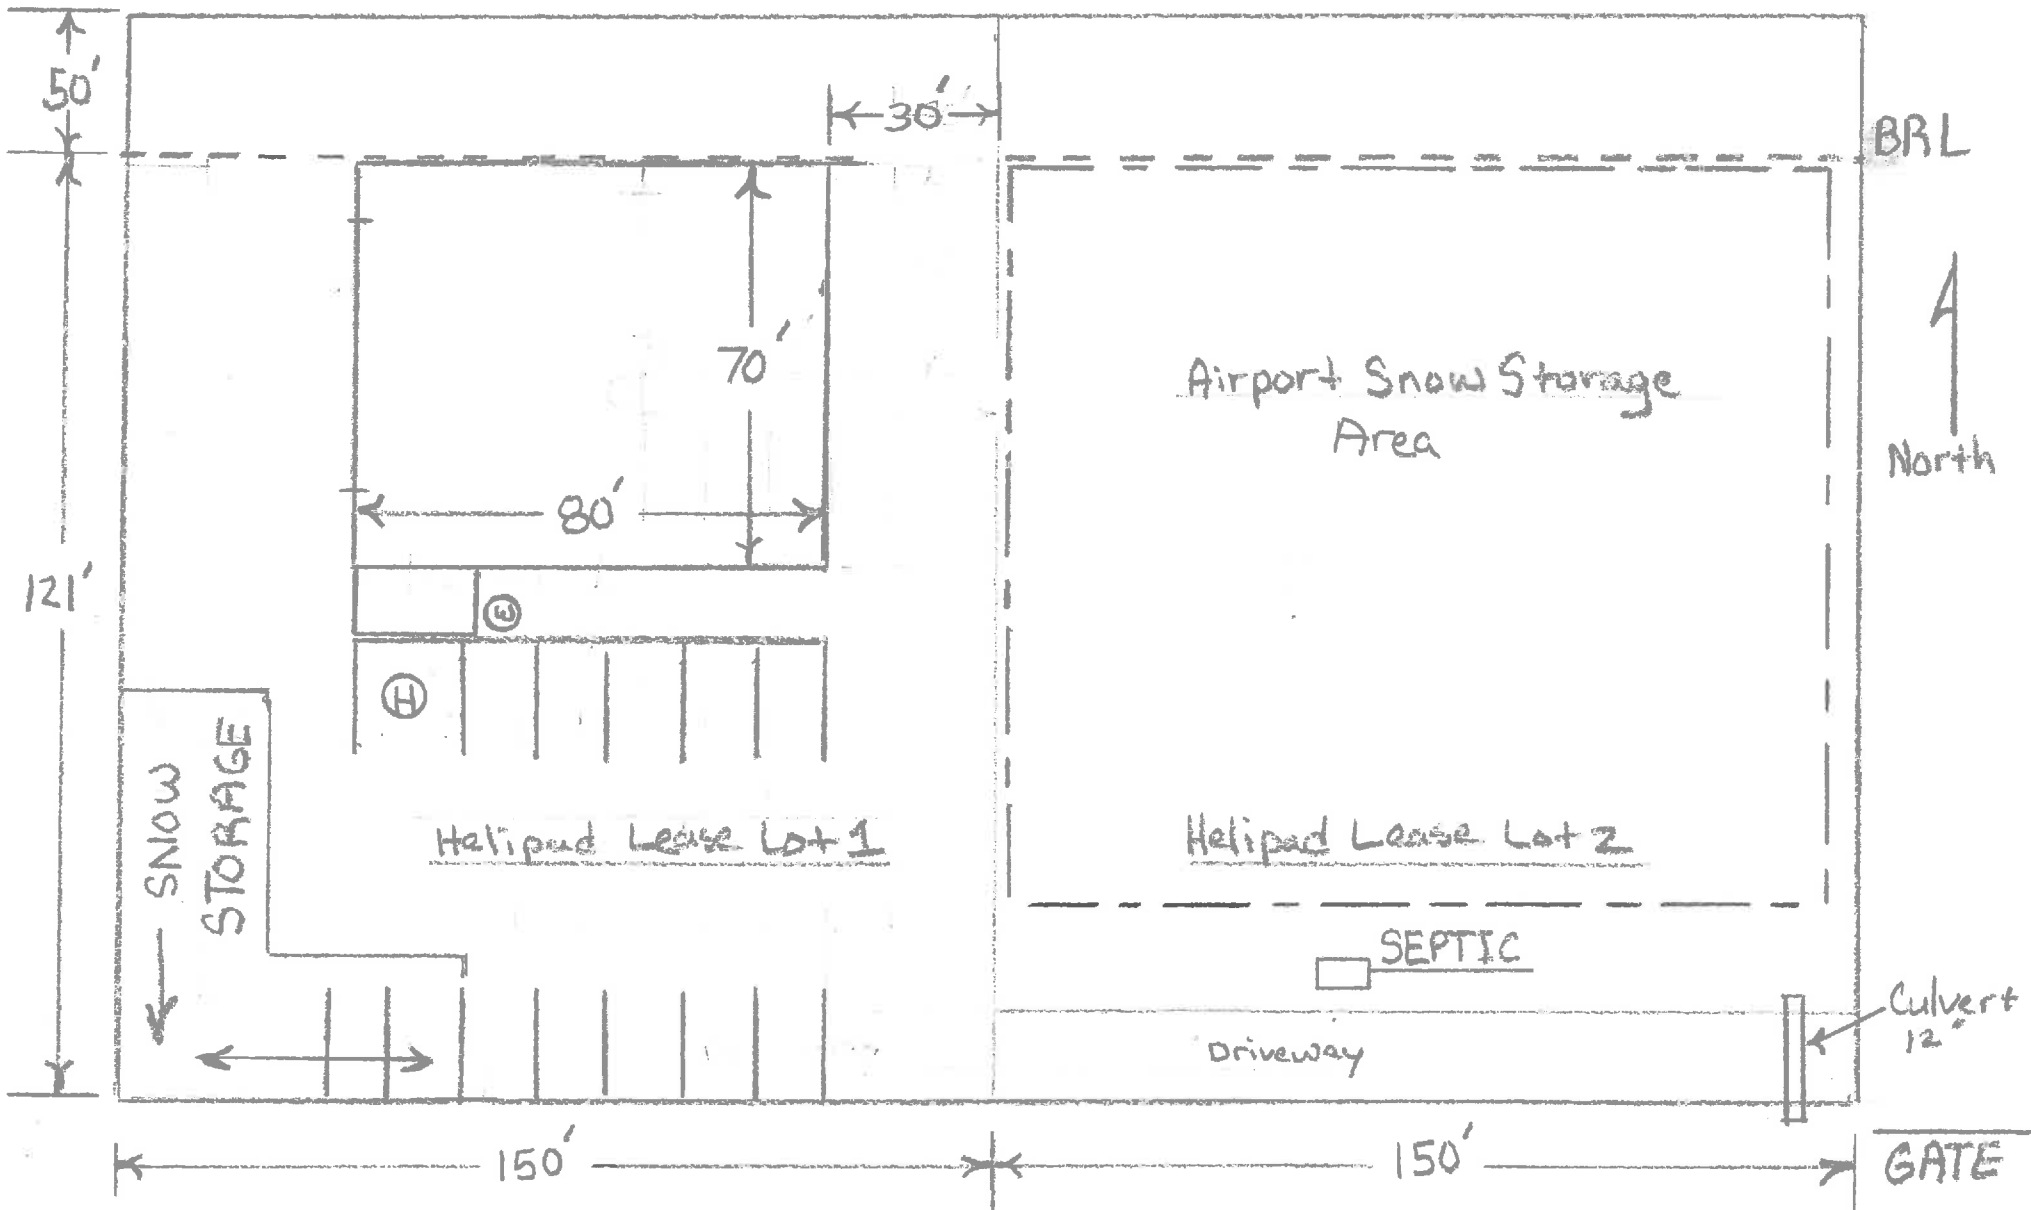 50'
30'
BRL
70'
Airport Snow Storage
Area
North
80'
121'
W
H
SNOW
STORAGE
Helipad Lease Lot 1
Helipad Lease Lot 2
SEPTIC
Culvert
12"
Driveway
150'
150'
GATE